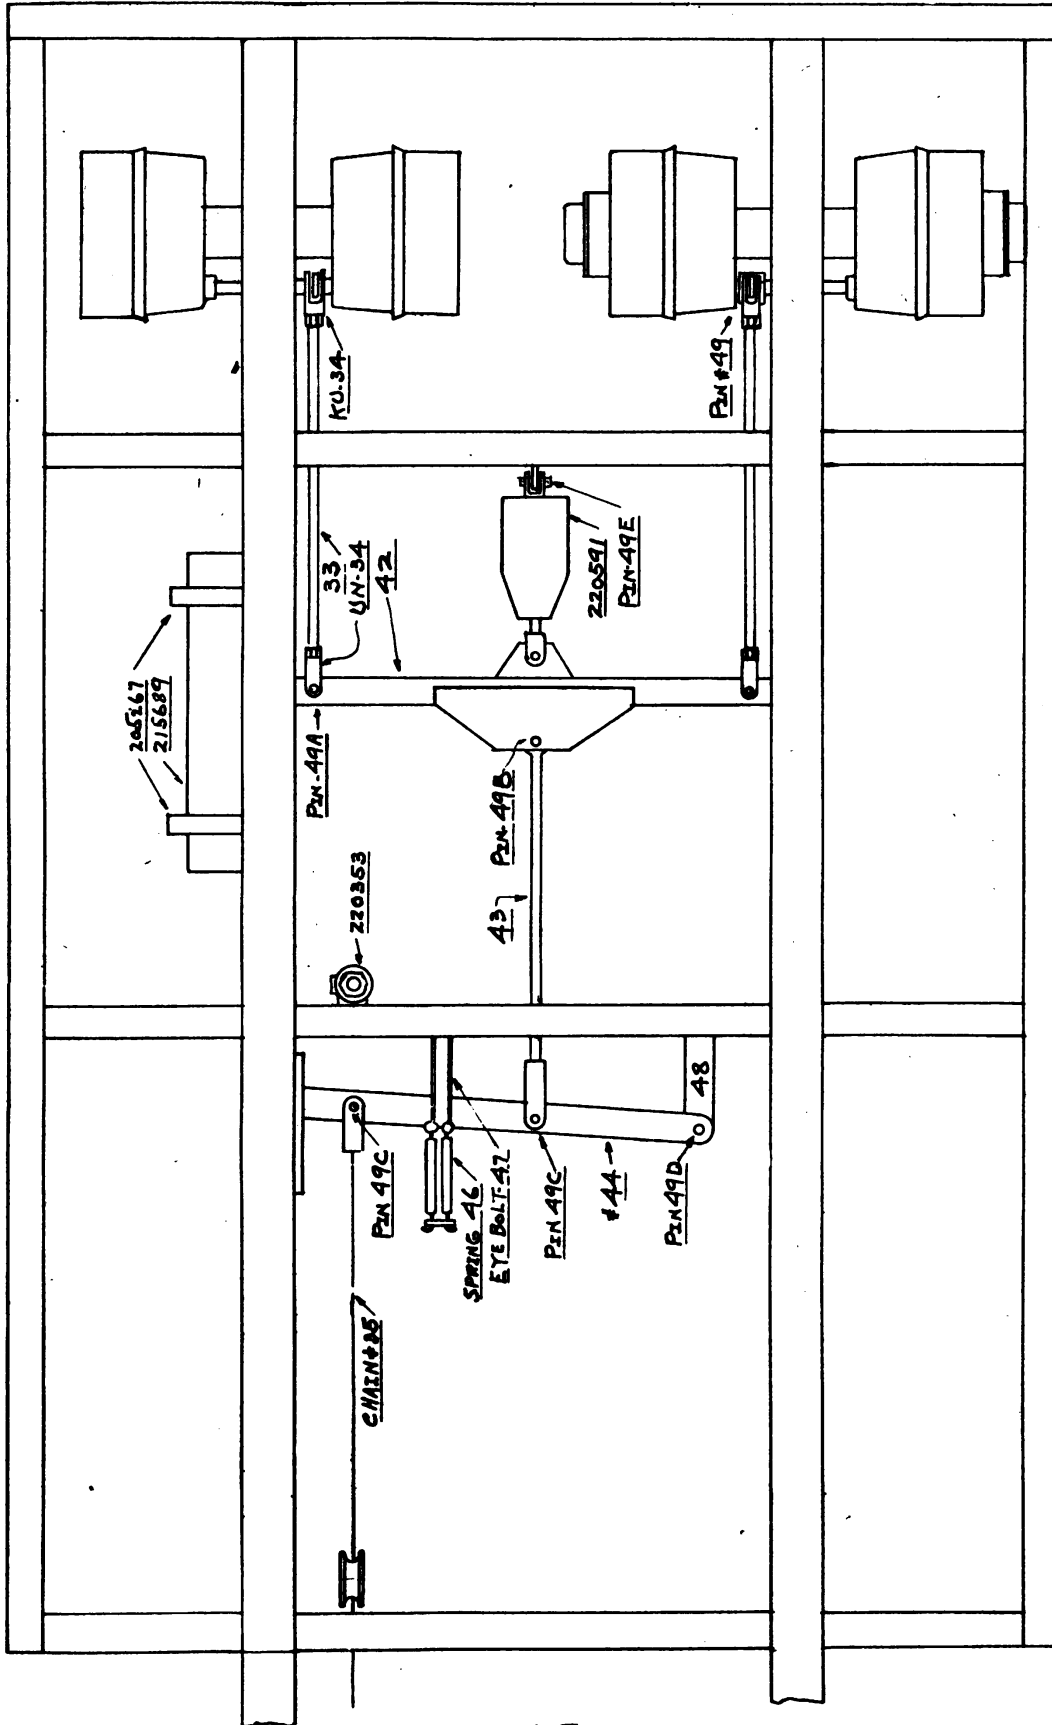 KU-34
PIN #49
33
UN-34
42
220591
PIN-49E
205267
215689
PIN-49A
PIN-49B
220353
43
48
PIN 49C
SPRING 46
EYE BOLT-47
PIN 49C
#44
PIN 49D
CHAIN #25